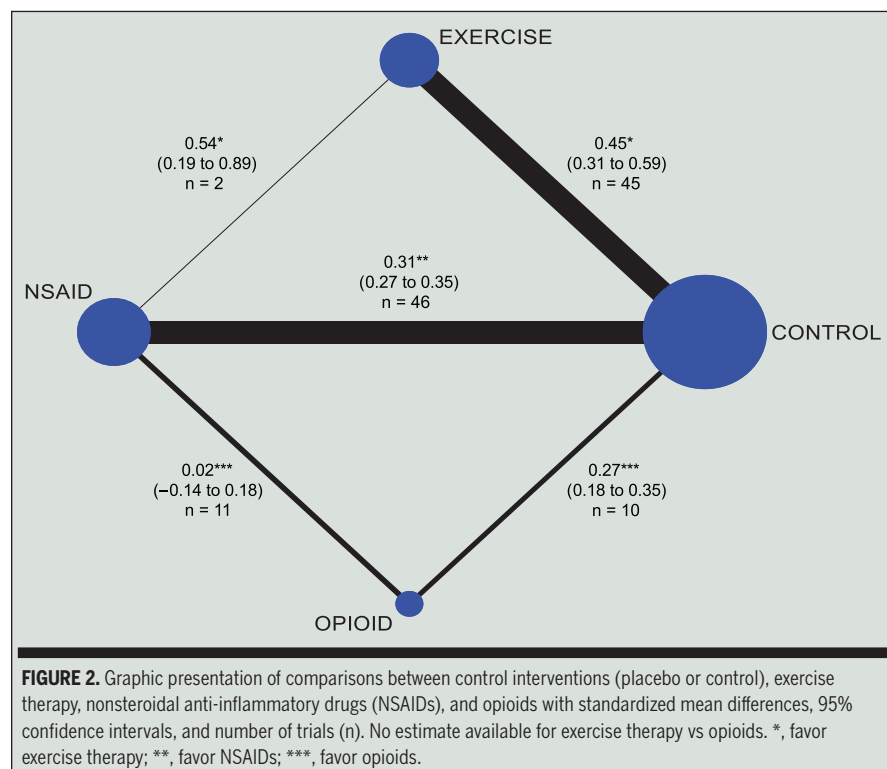 EXERCISE
0.54*
(0.19 to 0.89)
n = 2
0.45*
(0.31 to 0.59)
n = 45
0.31**
(0.27 to 0.35)
n = 46
NSAID
CONTROL
0.02***
(−0.14 to 0.18)
n = 11
0.27***
(0.18 to 0.35)
n = 10
OPIOID
FIGURE 2. Graphic presentation of comparisons between control interventions (placebo or control), exercise
therapy, nonsteroidal anti-inflammatory drugs (NSAIDs), and opioids with standardized mean differences, 95%
confidence intervals, and number of trials (n). No estimate available for exercise therapy vs opioids. *, favor
exercise therapy; **, favor NSAIDs; ***, favor opioids.